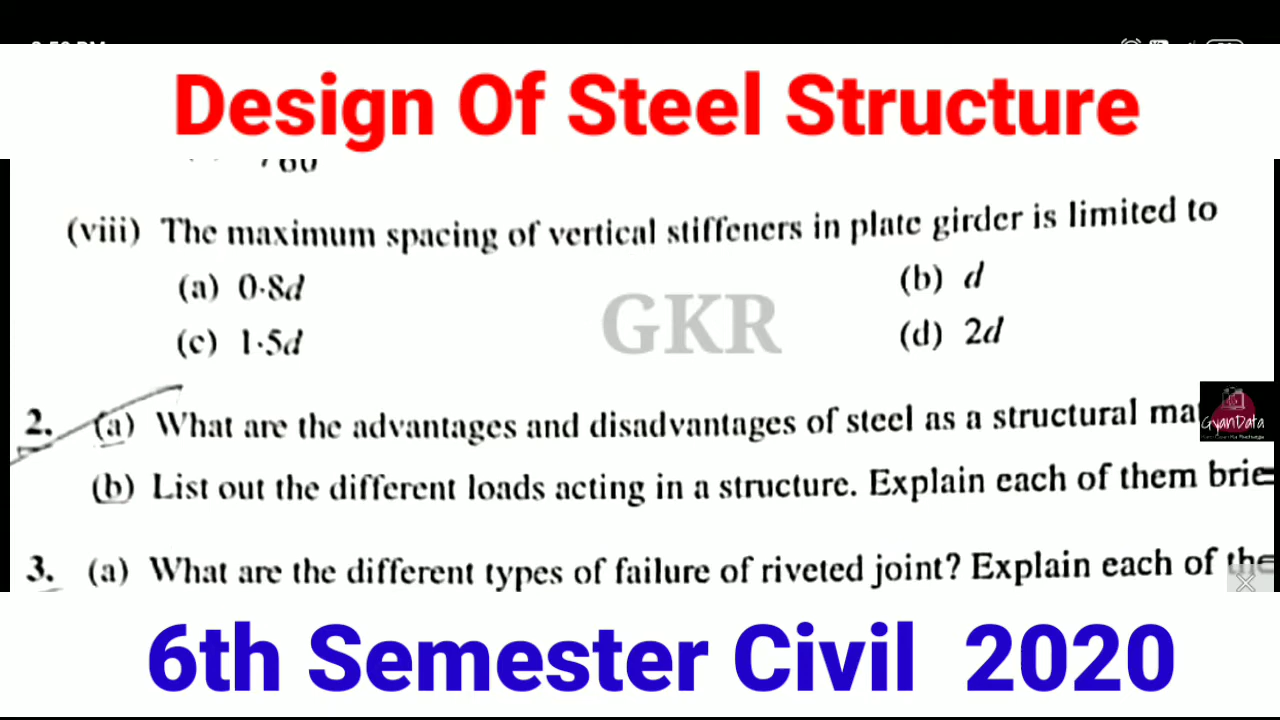 Design Of Steel Structure
(viii) The maximum spacing of vertical stiffeners in plate girder is limited to
(a) 0·8d (b) d
GKR
(c) 1·5d (d) 2d
2. (a) What are the advantages and disadvantages of steel as a structural
GyanData
(b) List out the different loads acting in a structure. Explain each of them
3. (a) What are the different types of failure of riveted joint? Explain each of
6th Semester Civil 2020